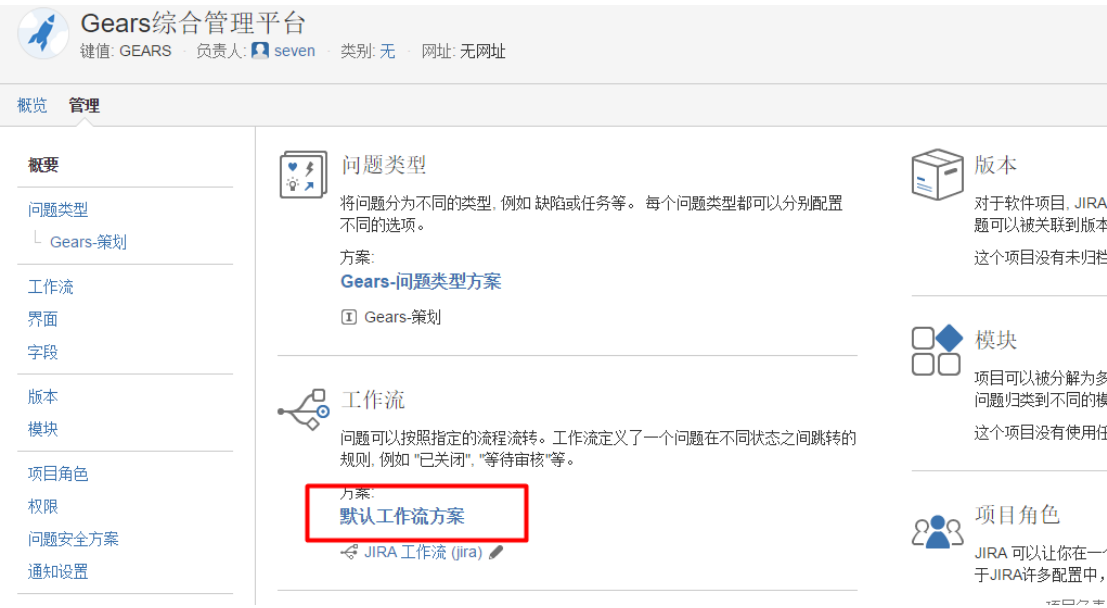 Gears综合管理平台
键值: GEARS · 负责人: seven · 类别: 无 · 网址: 无网址
概览 管理
概要
问题类型
Gears-策划
工作流
界面
字段
版本
模块
项目角色
权限
问题安全方案
通知设置
问题类型
将问题分为不同的类型, 例如 缺陷或任务等。 每个问题类型都可以分别配置
不同的选项。
方案:
Gears-问题类型方案
Gears-策划
工作流
问题可以按照指定的流程流转。工作流定义了一个问题在不同状态之间跳转的
规则, 例如 "已关闭", "等待审核"等。
方案:
默认工作流方案
JIRA 工作流 (jira)
版本
对于软件项目, JIRA
题可以被关联到版本
这个项目没有未归档
模块
项目可以被分解为多
问题归类到不同的模
这个项目没有使用任
项目角色
JIRA 可以让你在一个
于JIRA许多配置中，